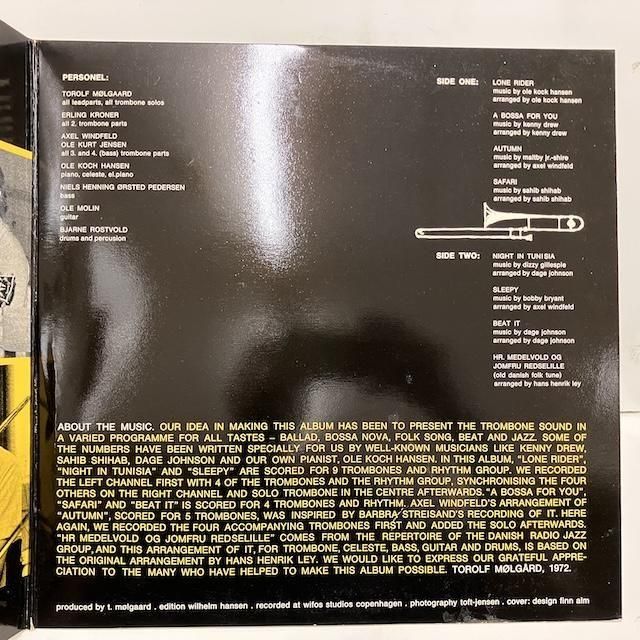 PERSONEL:
TOROLF MØLGAARD
all leadparts, all trombone solos
ERLING KRONER
all 2. trombone parts
AXEL WINDFELD
OLE KURT JENSEN
all 3. and 4. (bass) trombone parts
OLE KOCH HANSEN
piano, celeste, el.piano
NIELS HENNING ØRSTED PEDERSEN
bass
OLE MOLIN
guitar
BJARNE ROSTVOLD
drums and percusion
SIDE ONE:
LONE RIDER
music by ole kock hansen
arranged by ole kock hansen
A BOSSA FOR YOU
music by kenny drew
arranged by kenny drew
AUTUMN
music by maltby jr.-shire
arranged by axel windfeld
SAFARI
music by sahib shihab
arranged by sahib shihab
SIDE TWO:
NIGHT IN TUNISIA
music by dizzy gillespie
arranged by dage johnson
SLEEPY
music by bobby bryant
arranged by axel windfeld
BEAT IT
music by dage johnson
arranged by dage johnson
HR. MEDELVOLD OG
JOMFRU REDSELILLE
(old danish folk tune)
arranged by hans henrik ley
ABOUT THE MUSIC. OUR IDEA IN MAKING THIS ALBUM HAS BEEN TO PRESENT THE TROMBONE SOUND IN
A VARIED PROGRAMME FOR ALL TASTES – BALLAD, BOSSA NOVA, FOLK SONG, BEAT AND JAZZ. SOME OF
THE NUMBERS HAVE BEEN WRITTEN SPECIALLY FOR US BY WELL-KNOWN MUSICIANS LIKE KENNY DREW,
SAHIB SHIHAB, DAGE JOHNSON AND OUR OWN PIANIST, OLE KOCH HANSEN. IN THIS ALBUM, "LONE RIDER",
"NIGHT IN TUNISIA" AND "SLEEPY" ARE SCORED FOR 9 TROMBONES AND RHYTHM GROUP. WE RECORDED
THE LEFT CHANNEL FIRST WITH 4 OF THE TROMBONES AND THE RHYTHM GROUP, SYNCHRONISING THE FOUR
OTHERS ON THE RIGHT CHANNEL AND SOLO TROMBONE IN THE CENTRE AFTERWARDS. "A BOSSA FOR YOU",
"SAFARI" AND "BEAT IT" IS SCORED FOR 4 TROMBONES AND RHYTHM. AXEL WINDFELD'S ARRANGEMENT OF
"AUTUMN", SCORED FOR 5 TROMBONES, WAS INSPIRED BY BARBRA STREISAND'S RECORDING OF IT. HERE
AGAIN, WE RECORDED THE FOUR ACCOMPANYING TROMBONES FIRST AND ADDED THE SOLO AFTERWARDS.
"HR MEDELVOLD OG JOMFRU REDSELILLE" COMES FROM THE REPERTOIRE OF THE DANISH RADIO JAZZ
GROUP, AND THIS ARRANGEMENT OF IT, FOR TROMBONE, CELESTE, BASS, GUITAR AND DRUMS, IS BASED ON
THE ORIGINAL ARRANGEMENT BY HANS HENRIK LEY. WE WOULD LIKE TO EXPRESS OUR GRATEFUL APPRE-
CIATION TO THE MANY WHO HAVE HELPED TO MAKE THIS ALBUM POSSIBLE. TOROLF MØLGÅRD, 1972.
produced by t. mølgaard . edition wilhelm hansen . recorded at wifos studios copenhagen . photography toft-jensen . cover: design finn alm